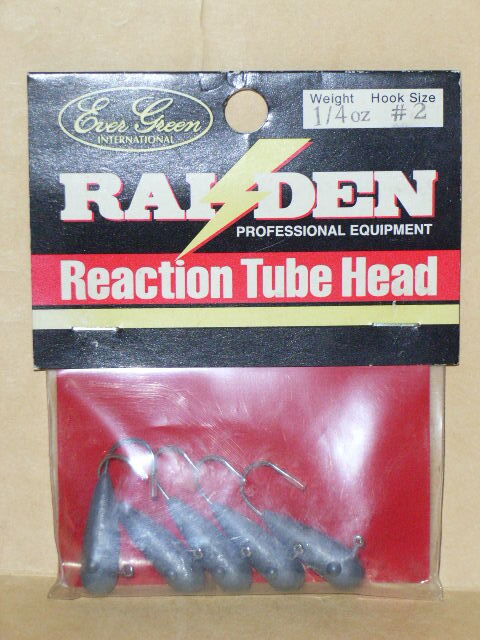 Ever Green
INTERNATIONAL
Weight Hook Size
1/4oz #2
RAIDEN
PROFESSIONAL EQUIPMENT
Reaction Tube Head